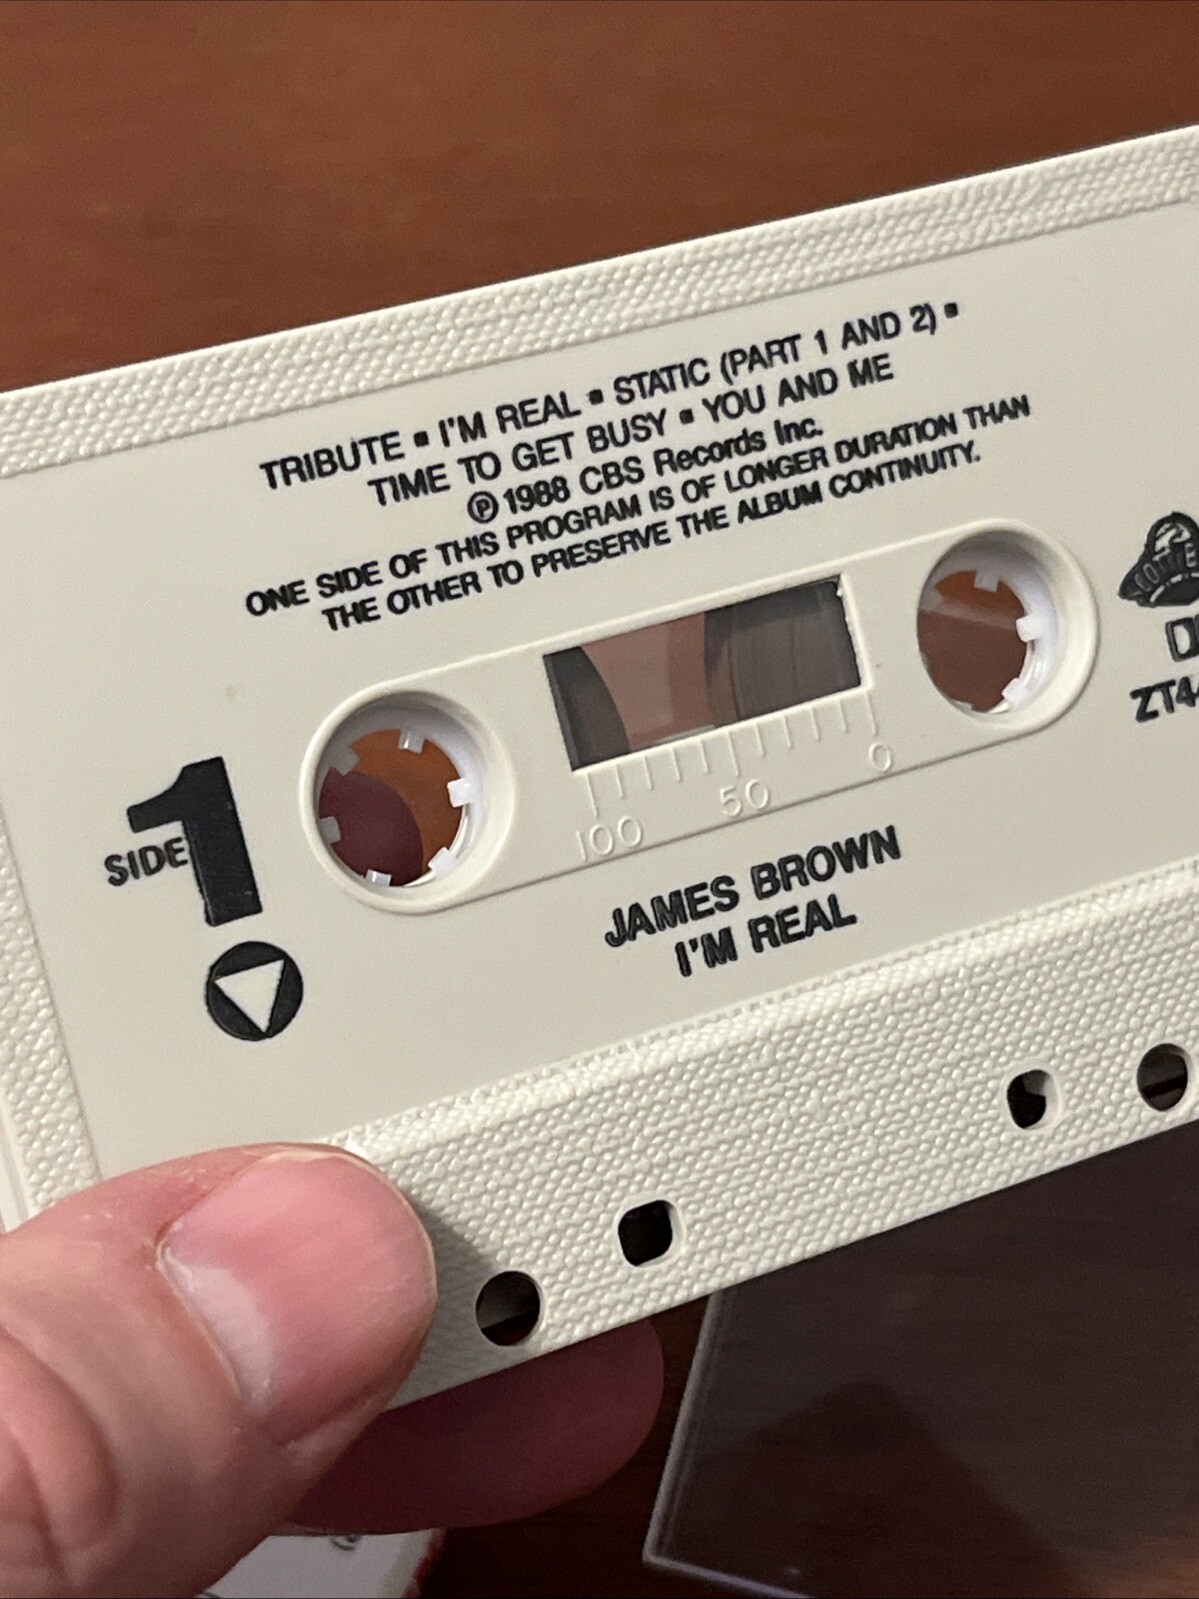 TRIBUTE ▪ I'M REAL ▪ STATIC (PART 1 AND 2) ▪
TIME TO GET BUSY ▪ YOU AND ME
℗ 1988 CBS Records Inc.
ONE SIDE OF THIS PROGRAM IS OF LONGER DURATION THAN
THE OTHER TO PRESERVE THE ALBUM CONTINUITY.
ZT44
SIDE 1
100 50 0
JAMES BROWN
I'M REAL